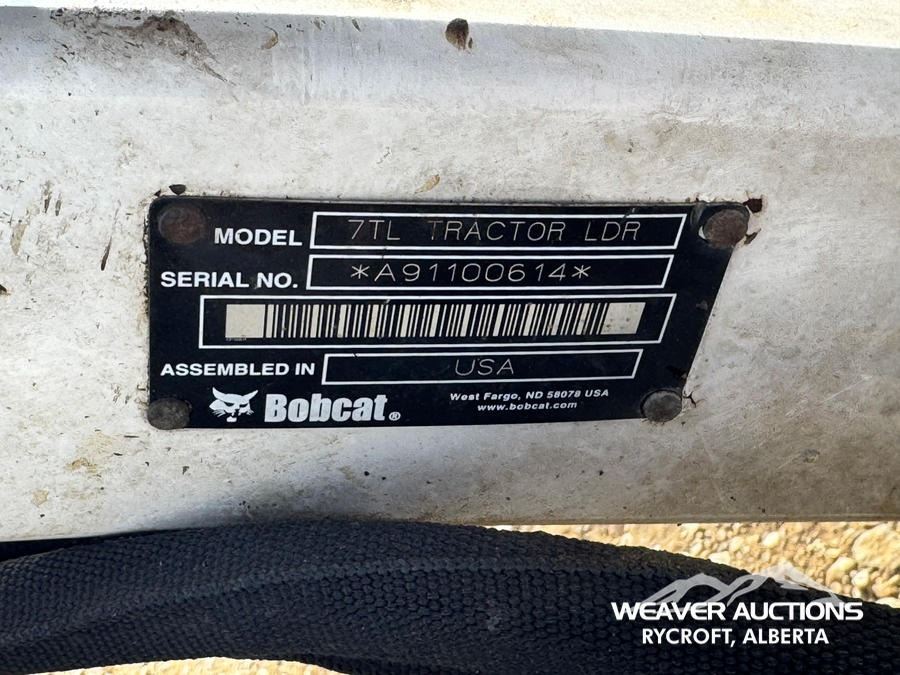 MODEL 7TL TRACTOR LDR
SERIAL NO. *A91100614*
ASSEMBLED IN USA
Bobcat®
West Fargo, ND 58078 USA
www.bobcat.com
WEAVER AUCTIONS
RYCROFT, ALBERTA